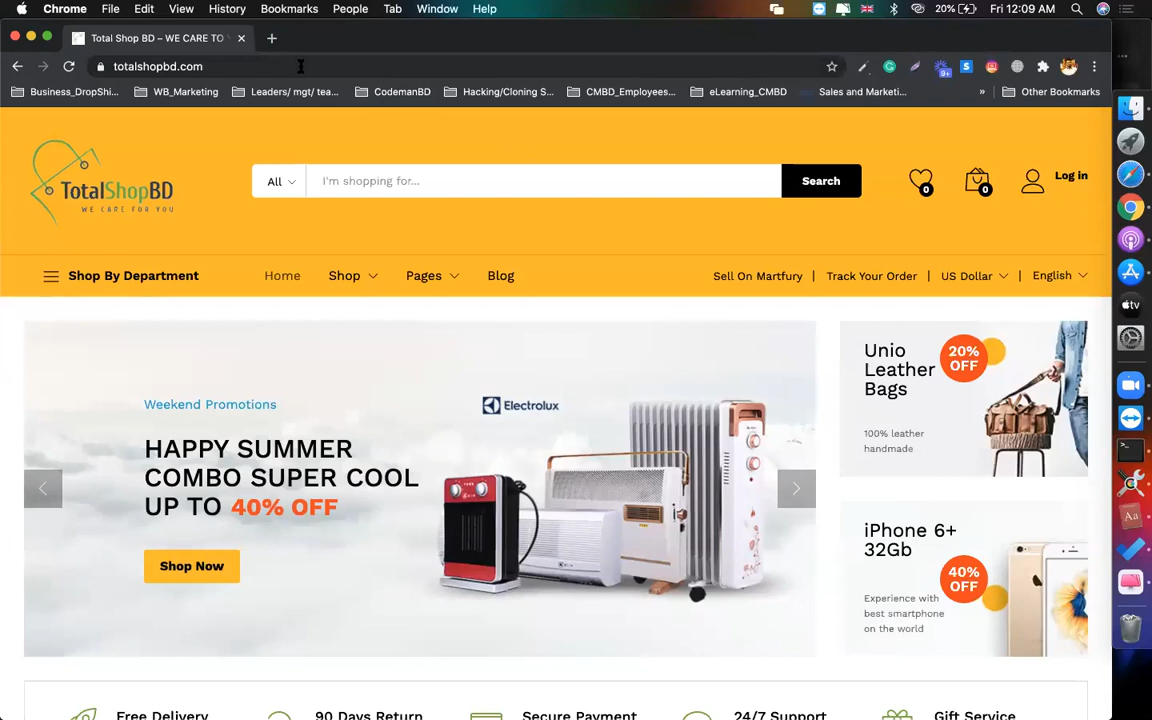 Chrome File Edit View History Bookmarks People Tab Window Help 20% Fri 12:09 AM
Total Shop BD – WE CARE TO
totalshopbd.com
9+
Business_DropShi... WB_Marketing Leaders/ mgt/ tea... CodemanBD Hacking/Cloning S... CMBD_Employees... eLearning_CMBD Sales and Marketi... » Other Bookmarks
TotalShopBD
WE CARE FOR YOU
All I'm shopping for... Search 0 0 Log in
Shop By Department Home Shop Pages Blog Sell On Martfury | Track Your Order | US Dollar | English
Weekend Promotions
HAPPY SUMMER
COMBO SUPER COOL
UP TO 40% OFF
Shop Now
Electrolux
Unio
Leather
Bags
20%
OFF
100% leather
handmade
iPhone 6+
32Gb
40%
OFF
Experience with
best smartphone
on the world
Free Delivery 90 Days Return Secure Payment 24/7 Support Gift Service
tv
Aa